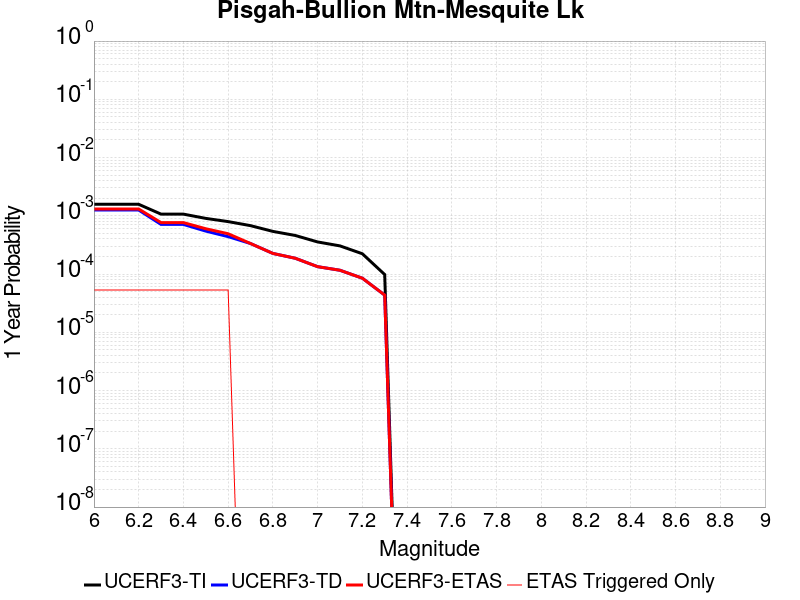 Pisgah-Bullion Mtn-Mesquite Lk
1 Year Probability
10^0
10^-1
10^-2
10^-3
10^-4
10^-5
10^-6
10^-7
10^-8
6 6.2 6.4 6.6 6.8 7 7.2 7.4 7.6 7.8 8 8.2 8.4 8.6 8.8 9
Magnitude
UCERF3-TI UCERF3-TD UCERF3-ETAS ETAS Triggered Only